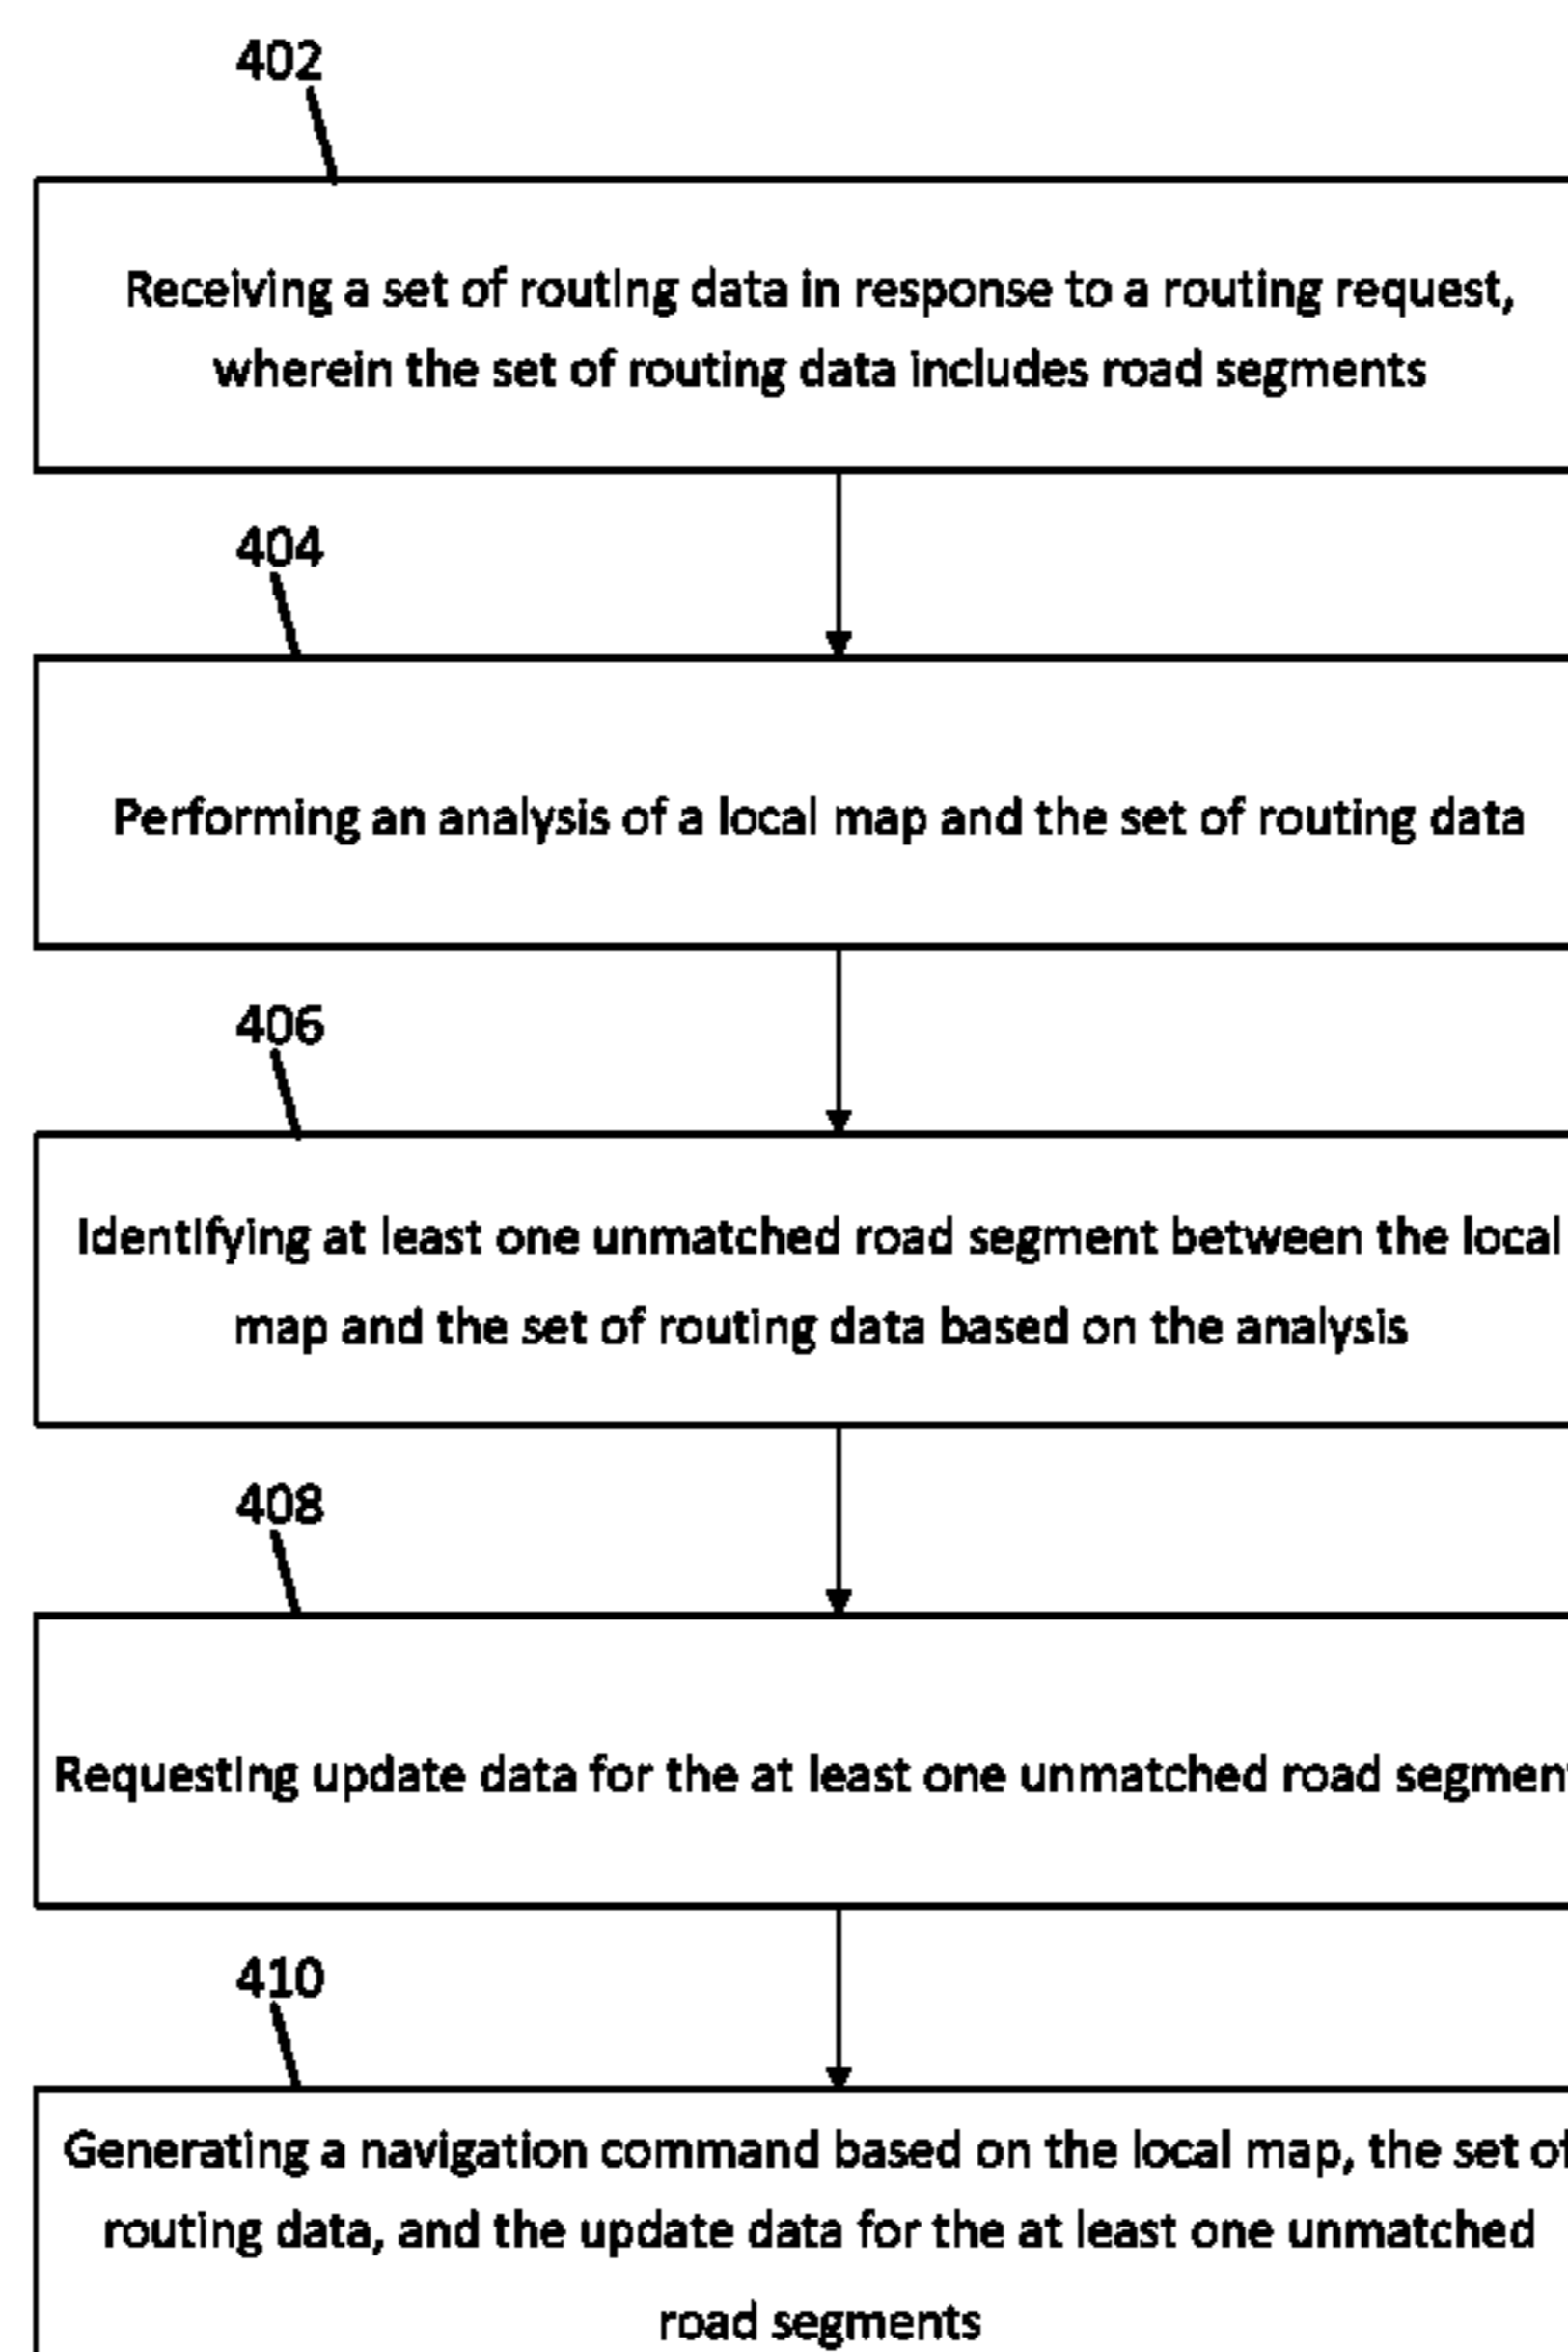 402
Receiving a set of routing data in response to a routing request,
wherein the set of routing data includes road segments
404
Performing an analysis of a local map and the set of routing data
406
Identifying at least one unmatched road segment between the local
map and the set of routing data based on the analysis
408
Requesting update data for the at least one unmatched road segment
410
Generating a navigation command based on the local map, the set of
routing data, and the update data for the at least one unmatched
road segments